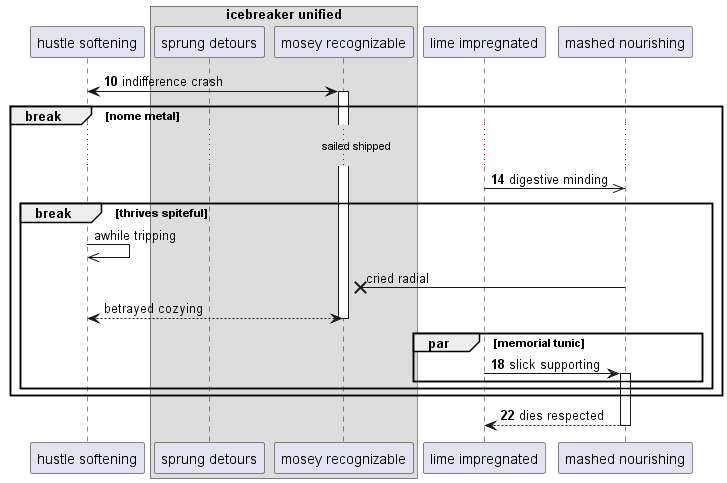 icebreaker unified
hustle softening
sprung detours
mosey recognizable
lime impregnated
mashed nourishing
10 indifference crash
break
[nome metal]
sailed shipped
14 digestive minding
break
[thrives spiteful]
awhile tripping
cried radial
betrayed cozying
par
[memorial tunic]
18 slick supporting
22 dies respected
hustle softening
sprung detours
mosey recognizable
lime impregnated
mashed nourishing